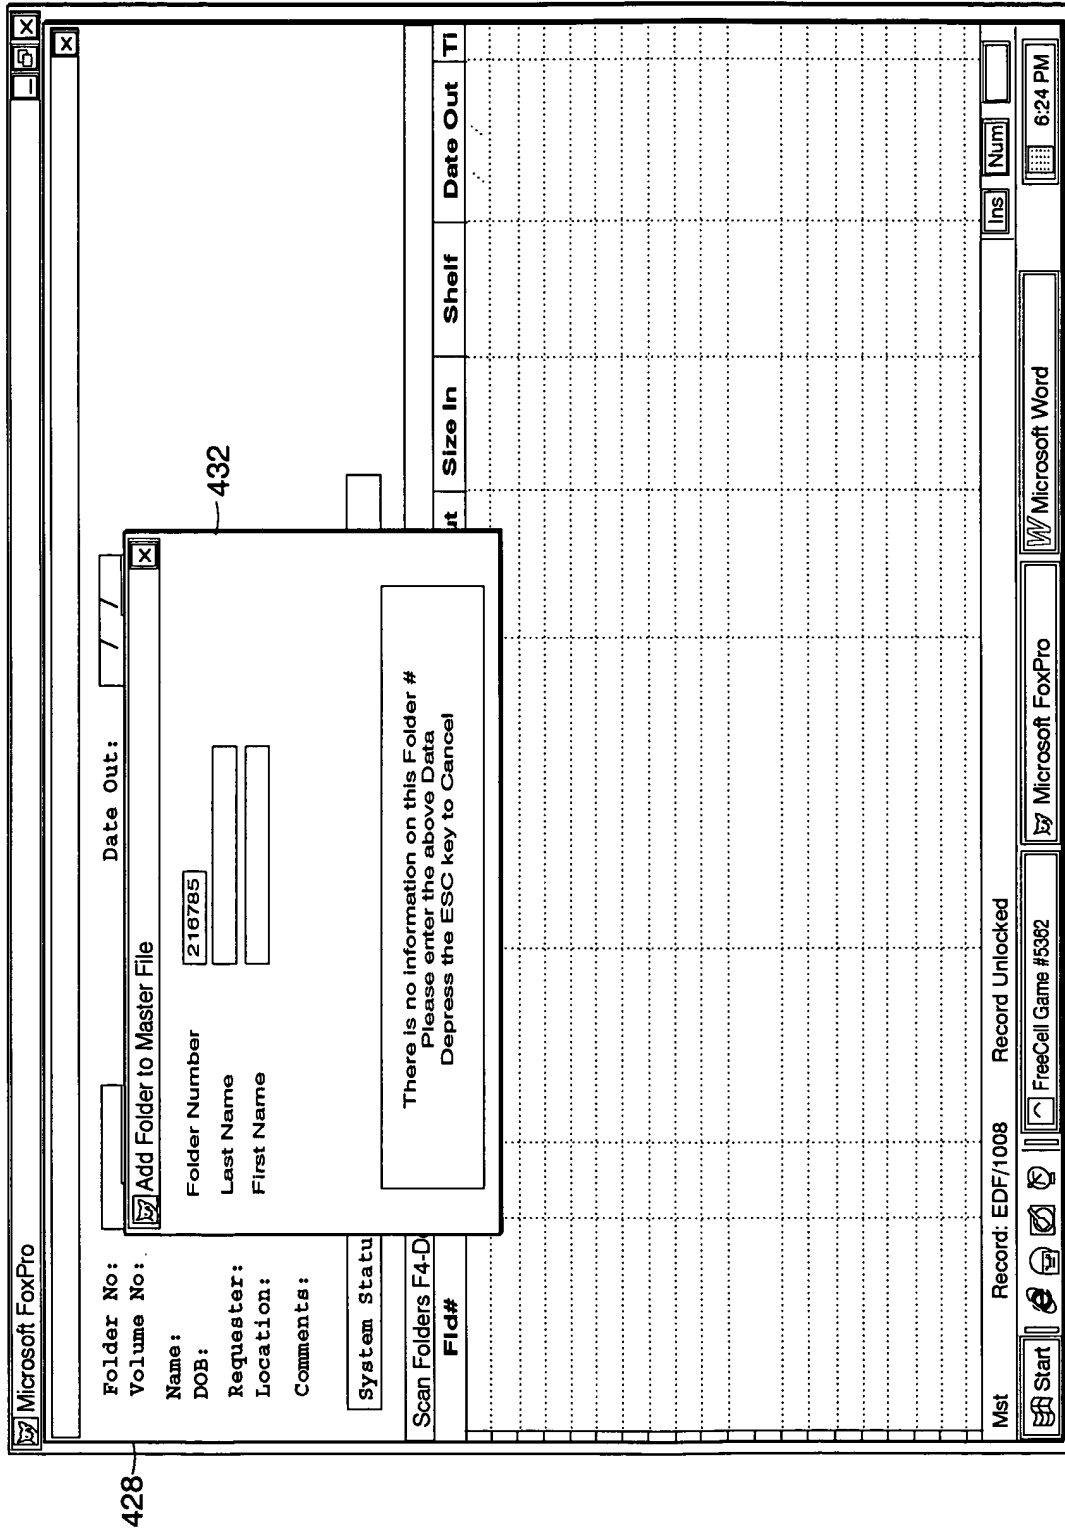 Microsoft FoxPro
Folder No:
Date Out: / /
Volume No:
Name:
DOB:
Requester:
Location:
Comments:
System Statu
Add Folder to Master File
Folder Number 216785
Last Name
First Name
There is no information on this Folder #
Please enter the above Data
Depress the ESC key to Cancel
432
428
Scan Folders F4-D
Fld# ut Size In Shelf Date Out Ti
Mst Record: EDF/1008 Record Unlocked Ins Num
Start FreeCell Game #5362 Microsoft FoxPro W Microsoft Word 6:24 PM